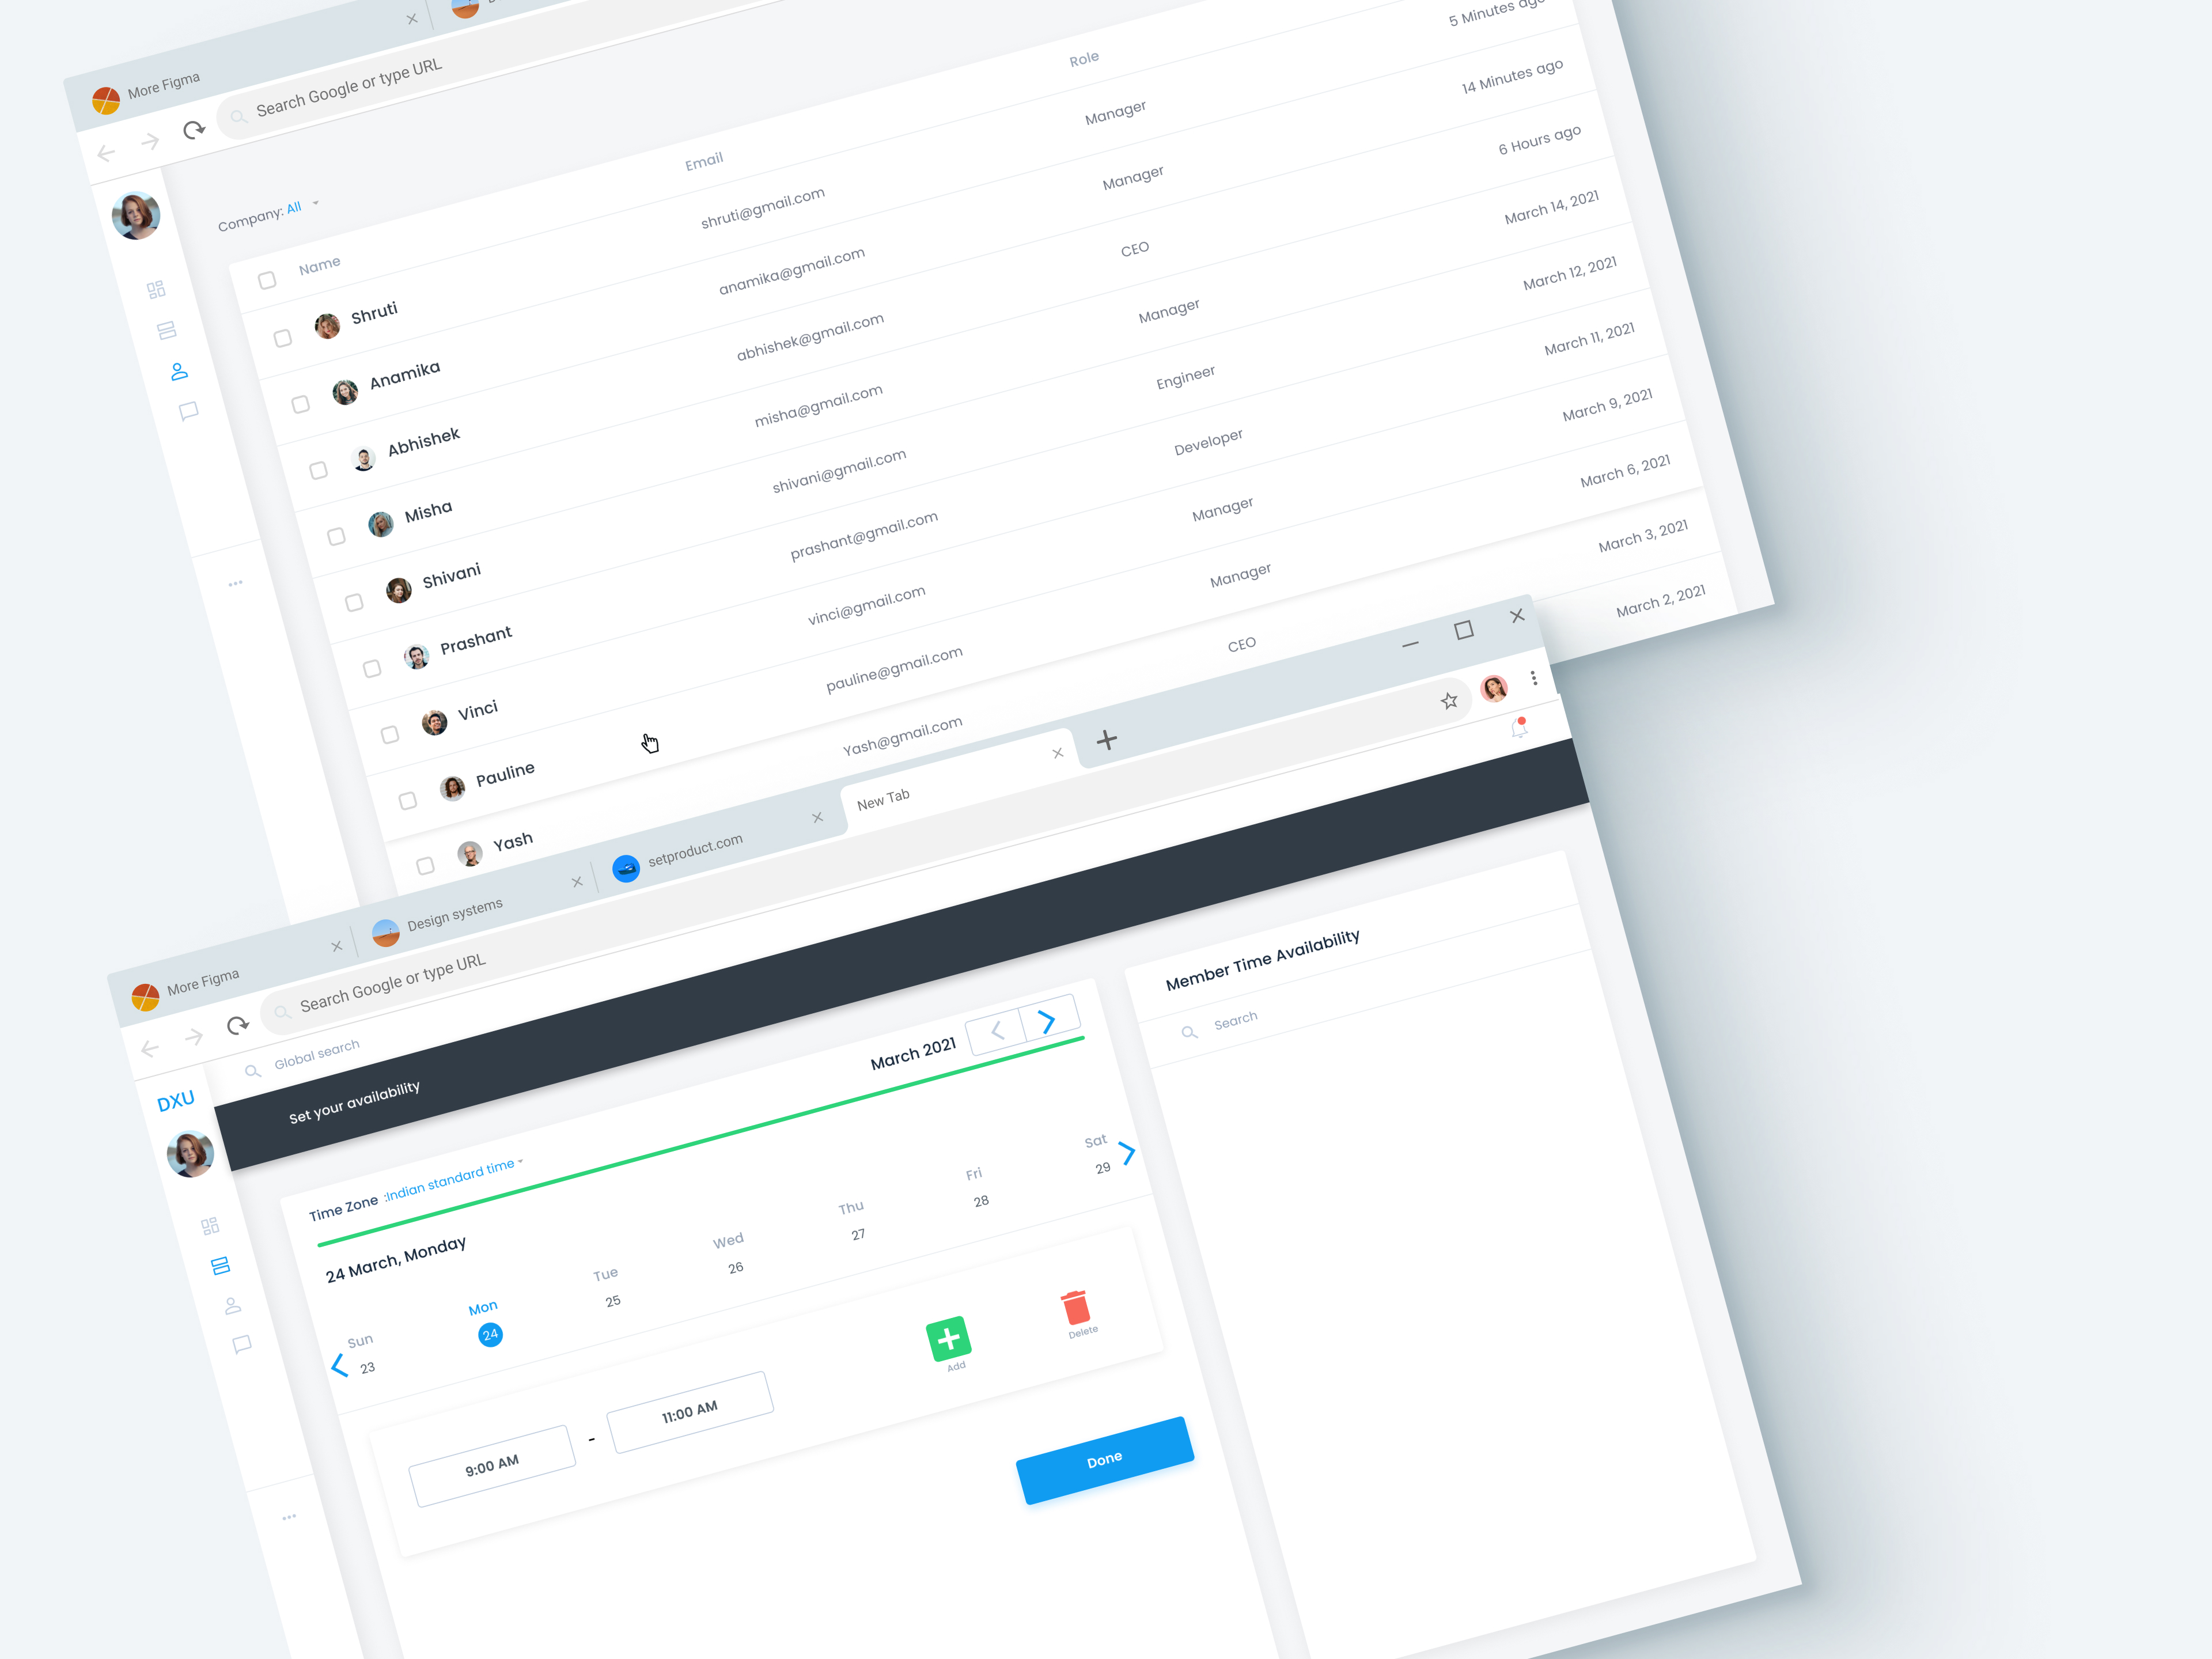 More Figma
Search Google or type URL
Company: All
Name Email Role
Shruti shruti@gmail.com Manager 5 Minutes ago
Anamika anamika@gmail.com Manager 14 Minutes ago
Abhishek abhishek@gmail.com CEO 6 Hours ago
Misha misha@gmail.com Manager March 14, 2021
Shivani shivani@gmail.com Engineer March 12, 2021
Prashant prashant@gmail.com Developer March 11, 2021
Vinci vinci@gmail.com Manager March 9, 2021
Pauline pauline@gmail.com Manager March 6, 2021
Yash Yash@gmail.com CEO March 3, 2021
March 2, 2021
More Figma Design systems setproduct.com New Tab
Search Google or type URL
DXU
Global search
Set your availability
Time Zone :Indian standard time
March 2021
24 March, Monday
Sun Mon Tue Wed Thu Fri Sat
23 24 25 26 27 28 29
9:00 AM - 11:00 AM
Add
Delete
Done
Member Time Availability
Search